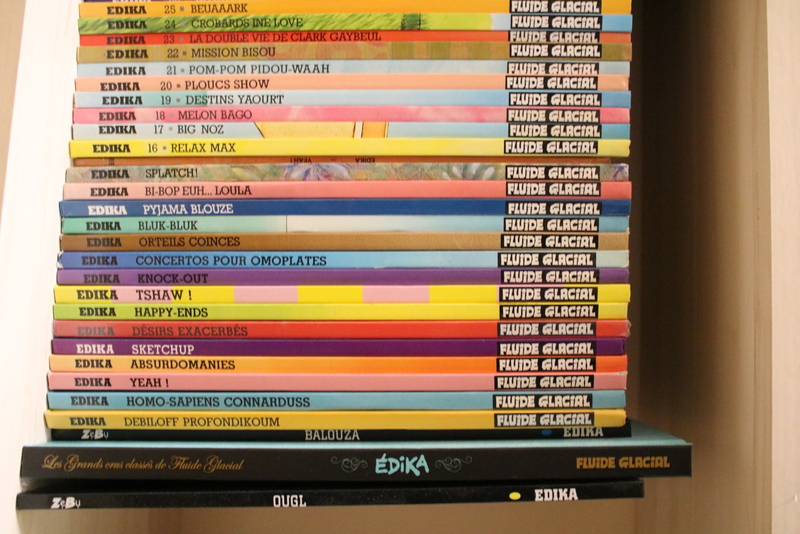 EDIKA 25 • BEUAAARK FLUIDE GLACIAL
EDIKA 24 • CROBARDS INE LOVE FLUIDE GLACIAL
EDIKA 23 • LA DOUBLE VIE DE CLARK GAYBEUL FLUIDE GLACIAL
EDIKA 22 • MISSION BISOU FLUIDE GLACIAL
EDIKA 21 • POM-POM PIDOU-WAAH FLUIDE GLACIAL
EDIKA 20 • PLOUCS SHOW FLUIDE GLACIAL
EDIKA 19 • DESTINS YAOURT FLUIDE GLACIAL
EDIKA 18 • MELON BAGO FLUIDE GLACIAL
EDIKA 17 • BIG NOZ FLUIDE GLACIAL
EDIKA 16 • RELAX MAX FLUIDE GLACIAL
YEAH! EDIKA
EDIKA SPLATCH! FLUIDE GLACIAL
EDIKA BI-BOP EUH... LOULA FLUIDE GLACIAL
EDIKA PYJAMA BLOUZE FLUIDE GLACIAL
EDIKA BLUK-BLUK FLUIDE GLACIAL
EDIKA ORTEILS COINCES FLUIDE GLACIAL
EDIKA CONCERTOS POUR OMOPLATES FLUIDE GLACIAL
EDIKA KNOCK-OUT FLUIDE GLACIAL
EDIKA TSHAW ! FLUIDE GLACIAL
EDIKA HAPPY-ENDS FLUIDE GLACIAL
EDIKA DÉSIRS EXACERBÉS FLUIDE GLACIAL
EDIKA SKETCHUP FLUIDE GLACIAL
EDIKA ABSURDOMANIES FLUIDE GLACIAL
EDIKA YEAH ! FLUIDE GLACIAL
EDIKA HOMO-SAPIENS CONNARDUSS FLUIDE GLACIAL
EDIKA DEBILOFF PROFONDIKOUM FLUIDE GLACIAL
ZeBu BALOUZA EDIKA
Les Grands crus classés de Fluide Glacial ÉDiKA FLUIDE GLACIAL
ZeBu OUGL EDIKA